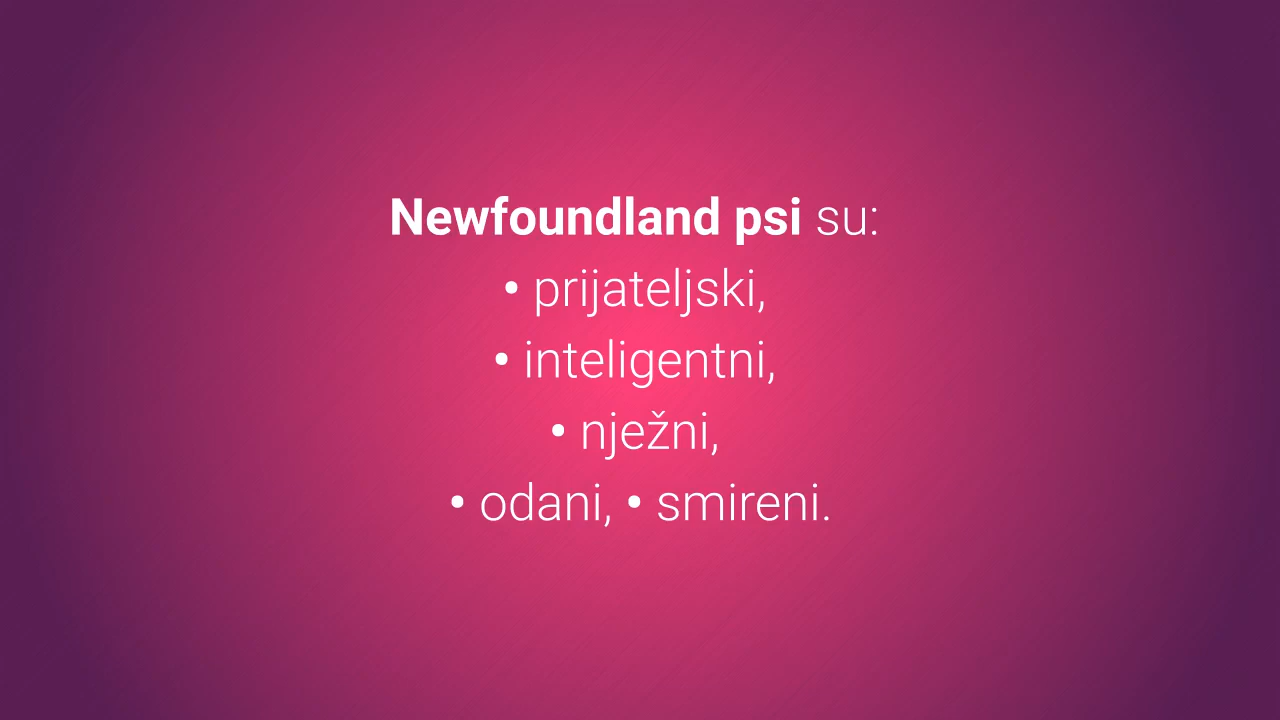 Newfoundland psi su:
• prijateljski,
• inteligentni,
• nježni,
• odani, • smireni.